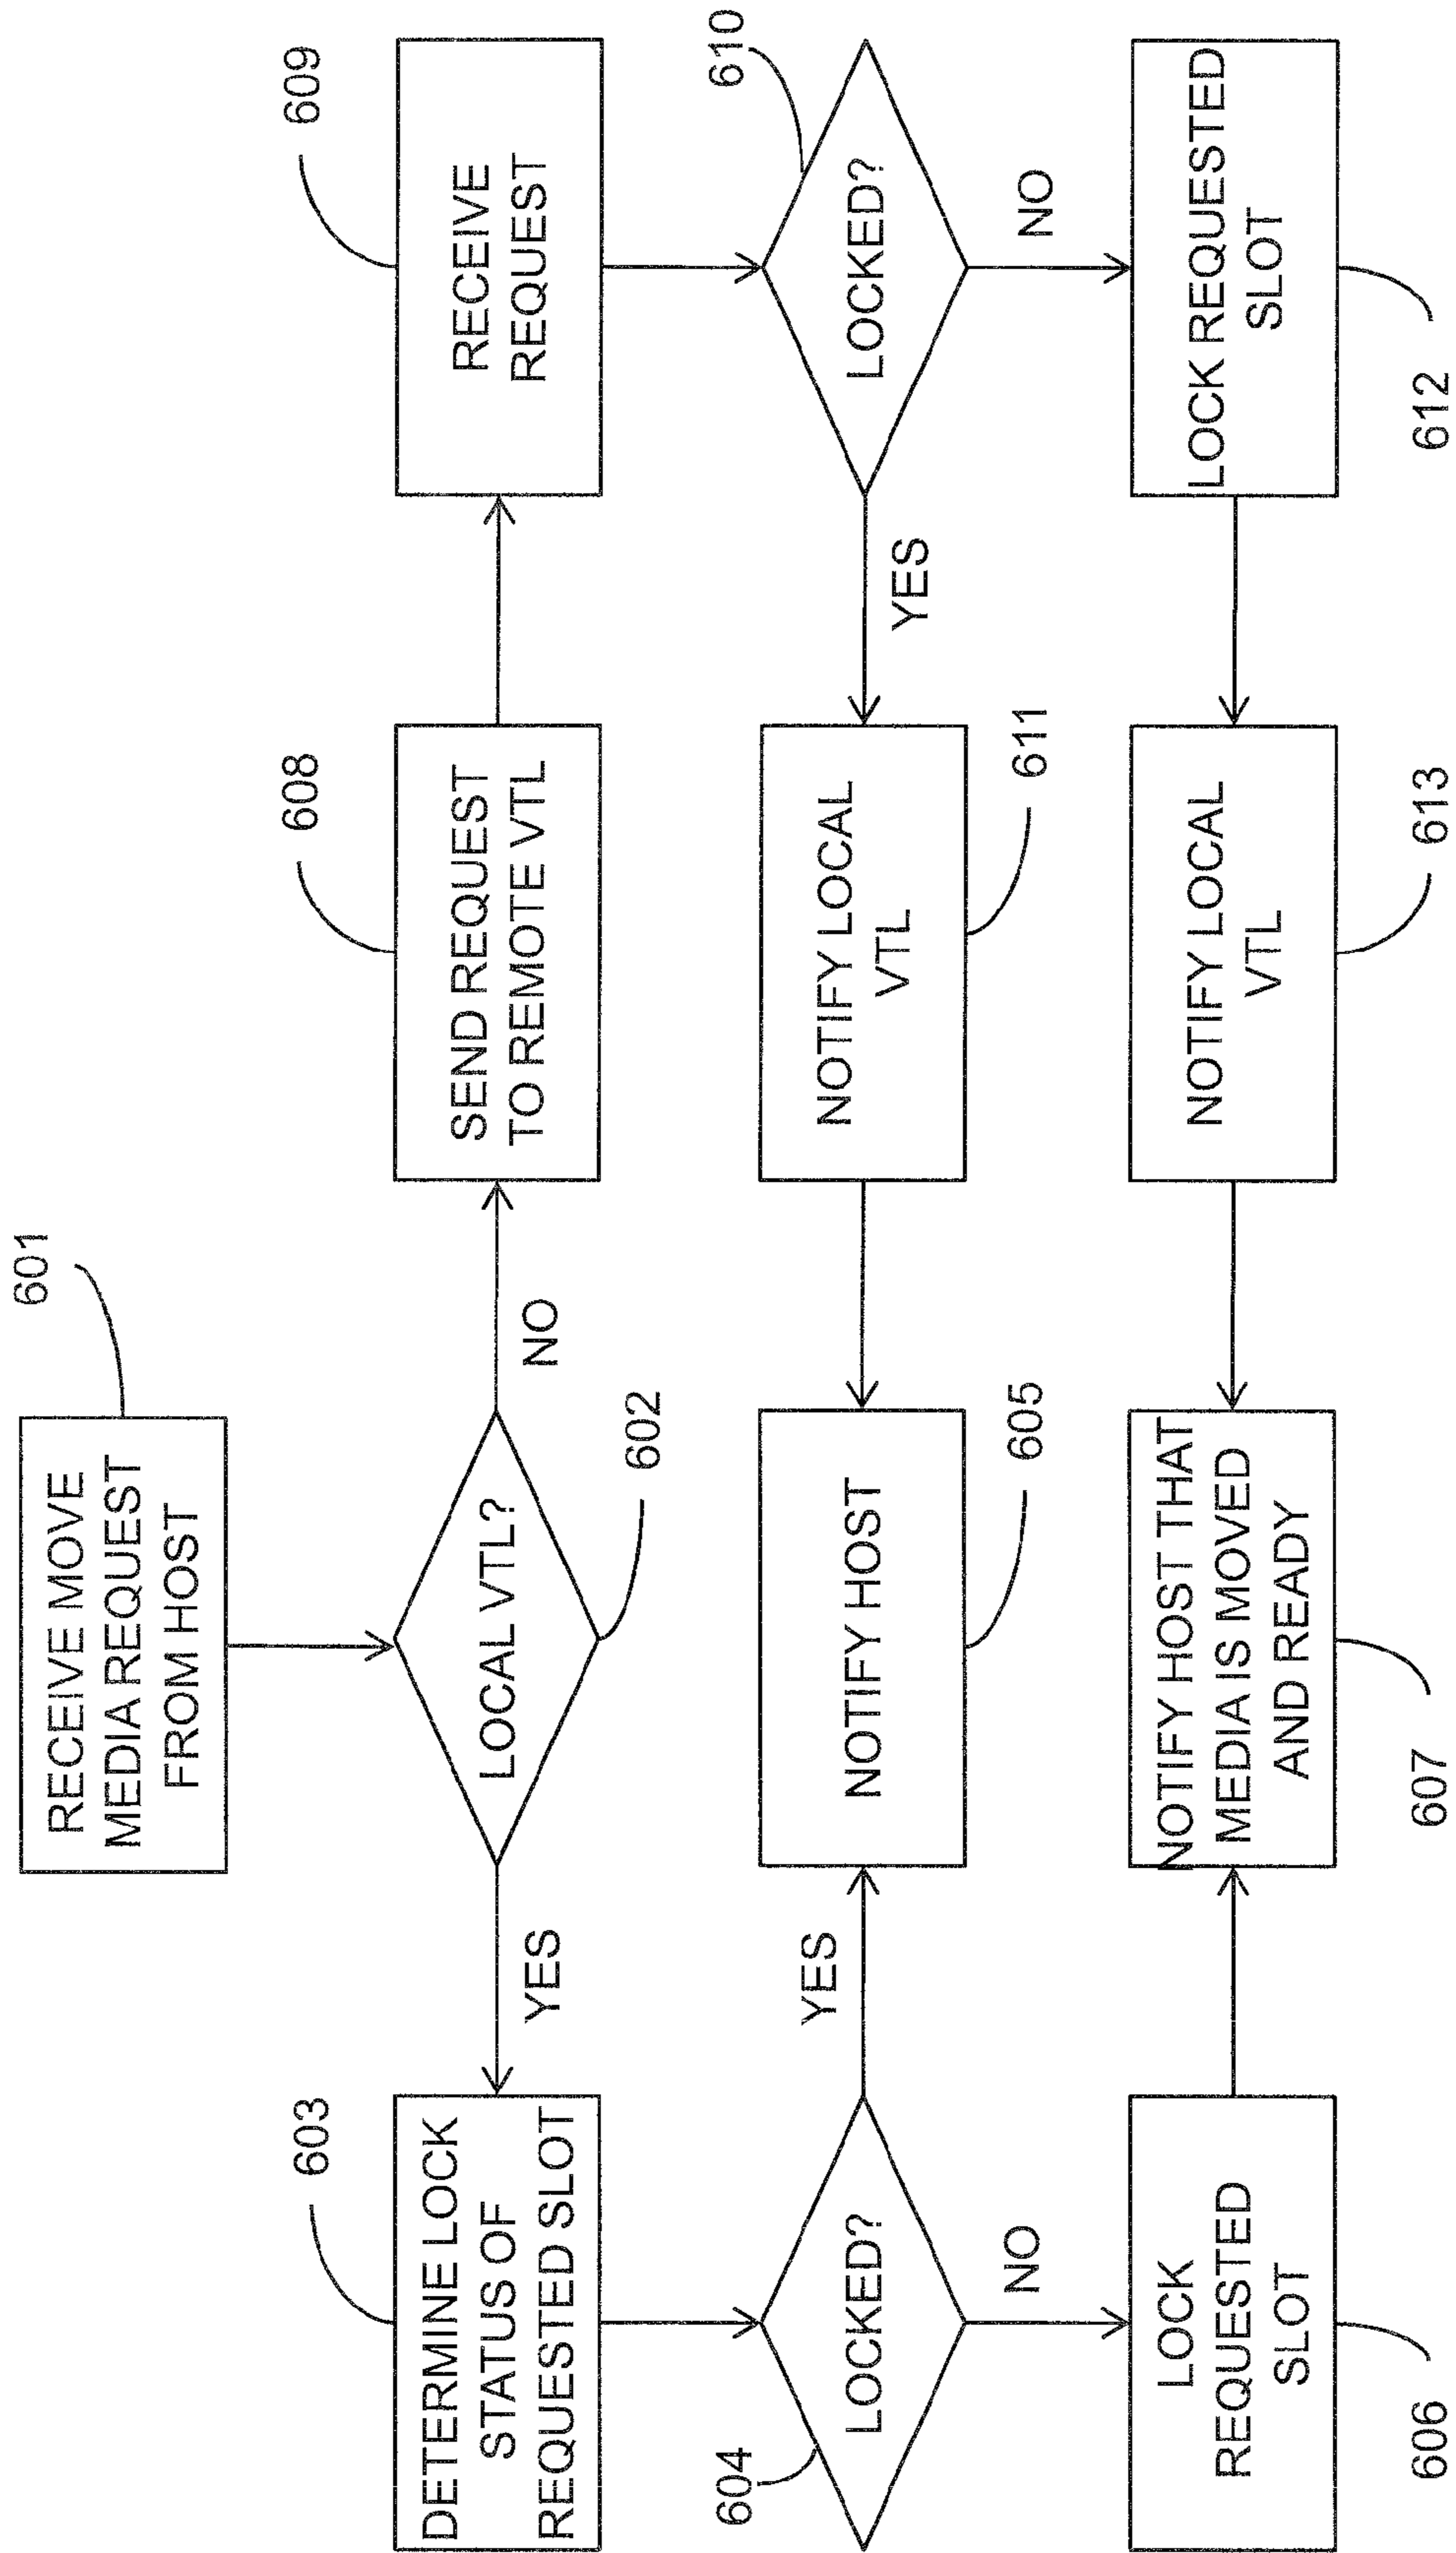 601
RECEIVE MOVE
MEDIA REQUEST
FROM HOST
602
LOCAL VTL?
YES
NO
603
DETERMINE LOCK
STATUS OF
REQUESTED SLOT
608
SEND REQUEST
TO REMOTE VTL
609
RECEIVE
REQUEST
604
LOCKED?
YES
NO
605
NOTIFY HOST
611
NOTIFY LOCAL
VTL
610
LOCKED?
YES
NO
606
LOCK
REQUESTED
SLOT
607
NOTIFY HOST THAT
MEDIA IS MOVED
AND READY
613
NOTIFY LOCAL
VTL
612
LOCK REQUESTED
SLOT